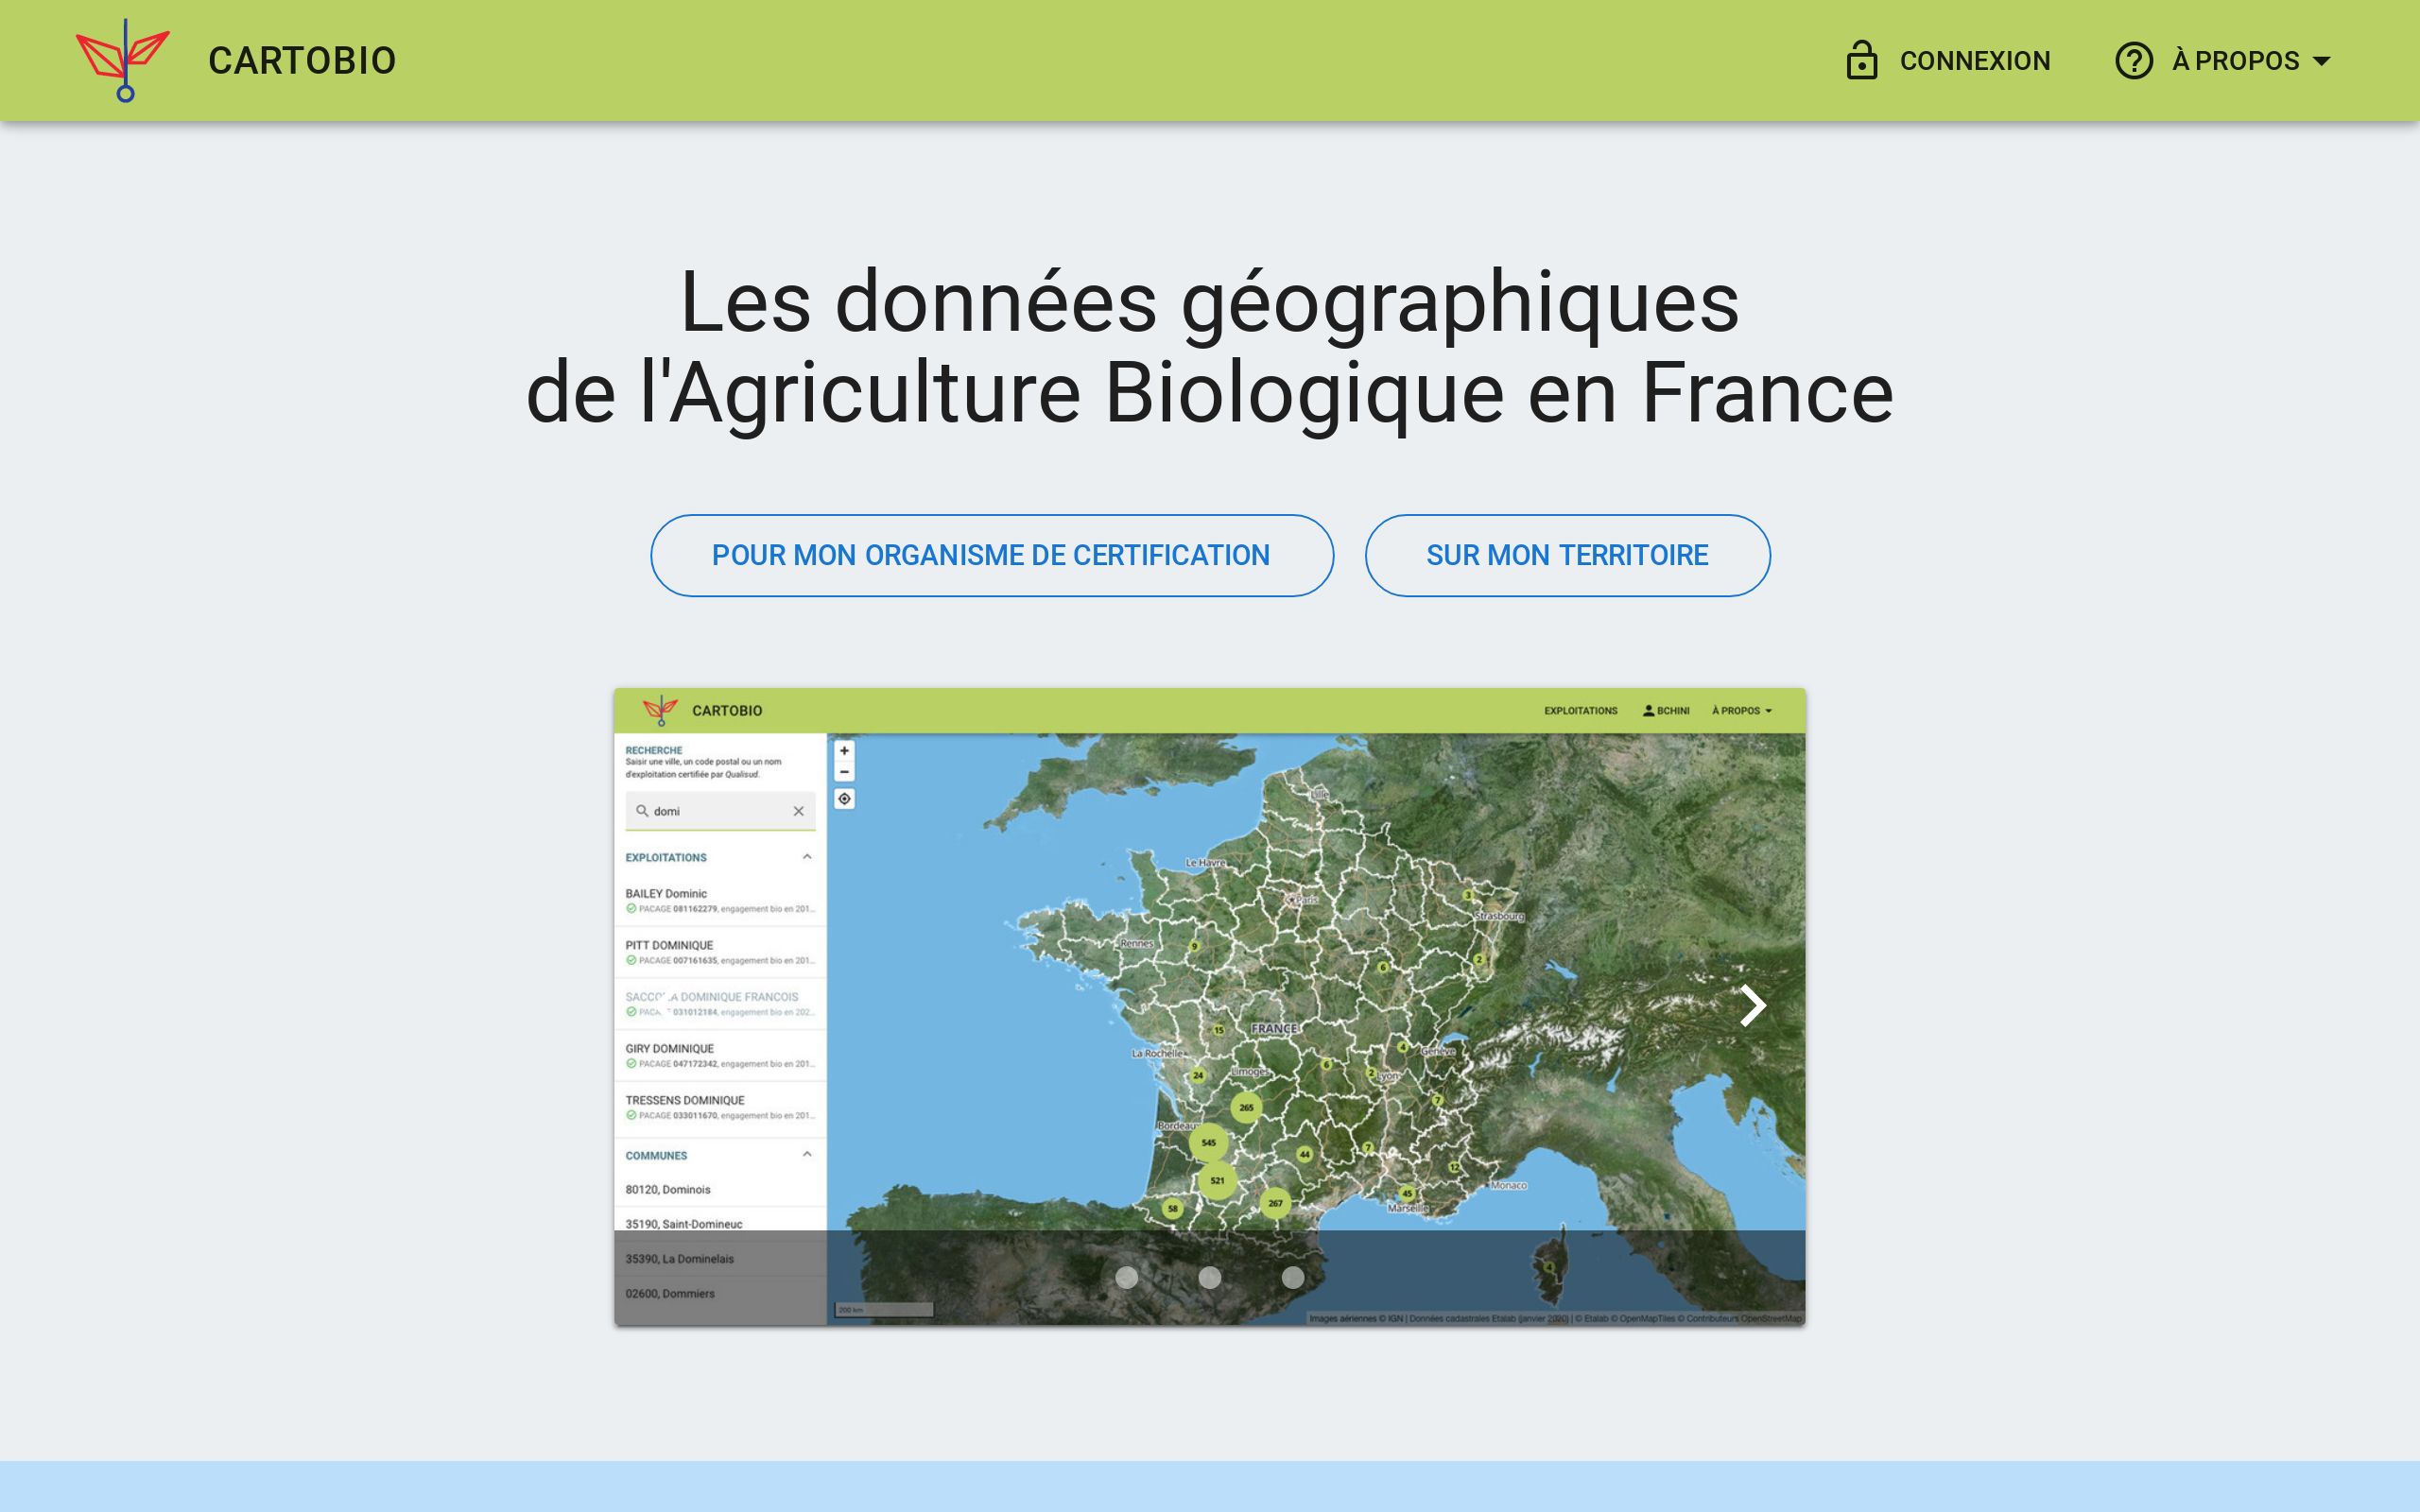 CARTOBIO
CONNEXION
À PROPOS
Les données géographiques
de l'Agriculture Biologique en France
POUR MON ORGANISME DE CERTIFICATION
SUR MON TERRITOIRE
CARTOBIO
EXPLOITATIONS
BCHINI
À PROPOS
RECHERCHE
Saisir une ville, un code postal ou un nom
d'exploitation certifiée par Qualisud.
domi
EXPLOITATIONS
BAILEY Dominic
PACAGE 081162279, engagement bio en 201...
PITT DOMINIQUE
PACAGE 007161635, engagement bio en 201...
DOMINIQUE FRANCOIS
031012184, engagement bio en 202...
GIRY DOMINIQUE
PACAGE 047172342, engagement bio en 201...
TRESSENS DOMINIQUE
PACAGE 033011670, engagement bio en 201...
COMMUNES
80120, Dominois
35190, Saint-Domineuc
35390, La Dominelais
02600, Dommiers
Lille
Le Havre
Paris
3
Strasbourg
Rennes
9
6
2
15
FRANCE
La Rochelle
4
Genève
24
Limoges
6
2
Lyon
7
265
Bordeaux
545
44
7
12
521
Monaco
58
267
45
Marseille
4
200 km
Images aériennes © IGN | Données cadastrales Etalab (janvier 2020) | © Etalab © OpenMapTiles © Contributeurs OpenStreetMap